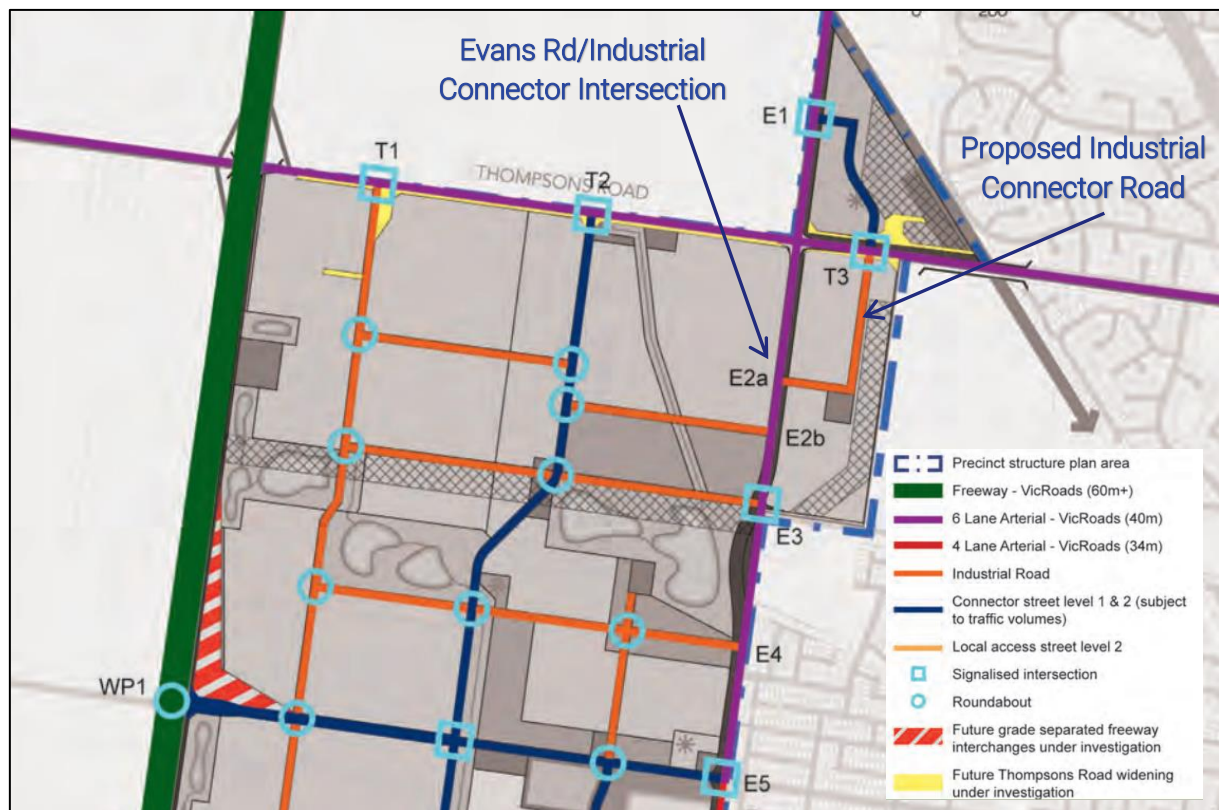 0
200
Evans Rd/Industrial
Connector Intersection
E1
Proposed Industrial
Connector Road
T1
THOMPSONS ROAD
T2
T3
E2a
E2b
E3
E4
WP1
E5
Precinct structure plan area
Freeway - VicRoads (60m+)
6 Lane Arterial - VicRoads (40m)
4 Lane Arterial - VicRoads (34m)
Industrial Road
Connector street level 1 & 2 (subject
to traffic volumes)
Local access street level 2
Signalised intersection
Roundabout
Future grade separated freeway
interchanges under investigation
Future Thompsons Road widening
under investigation